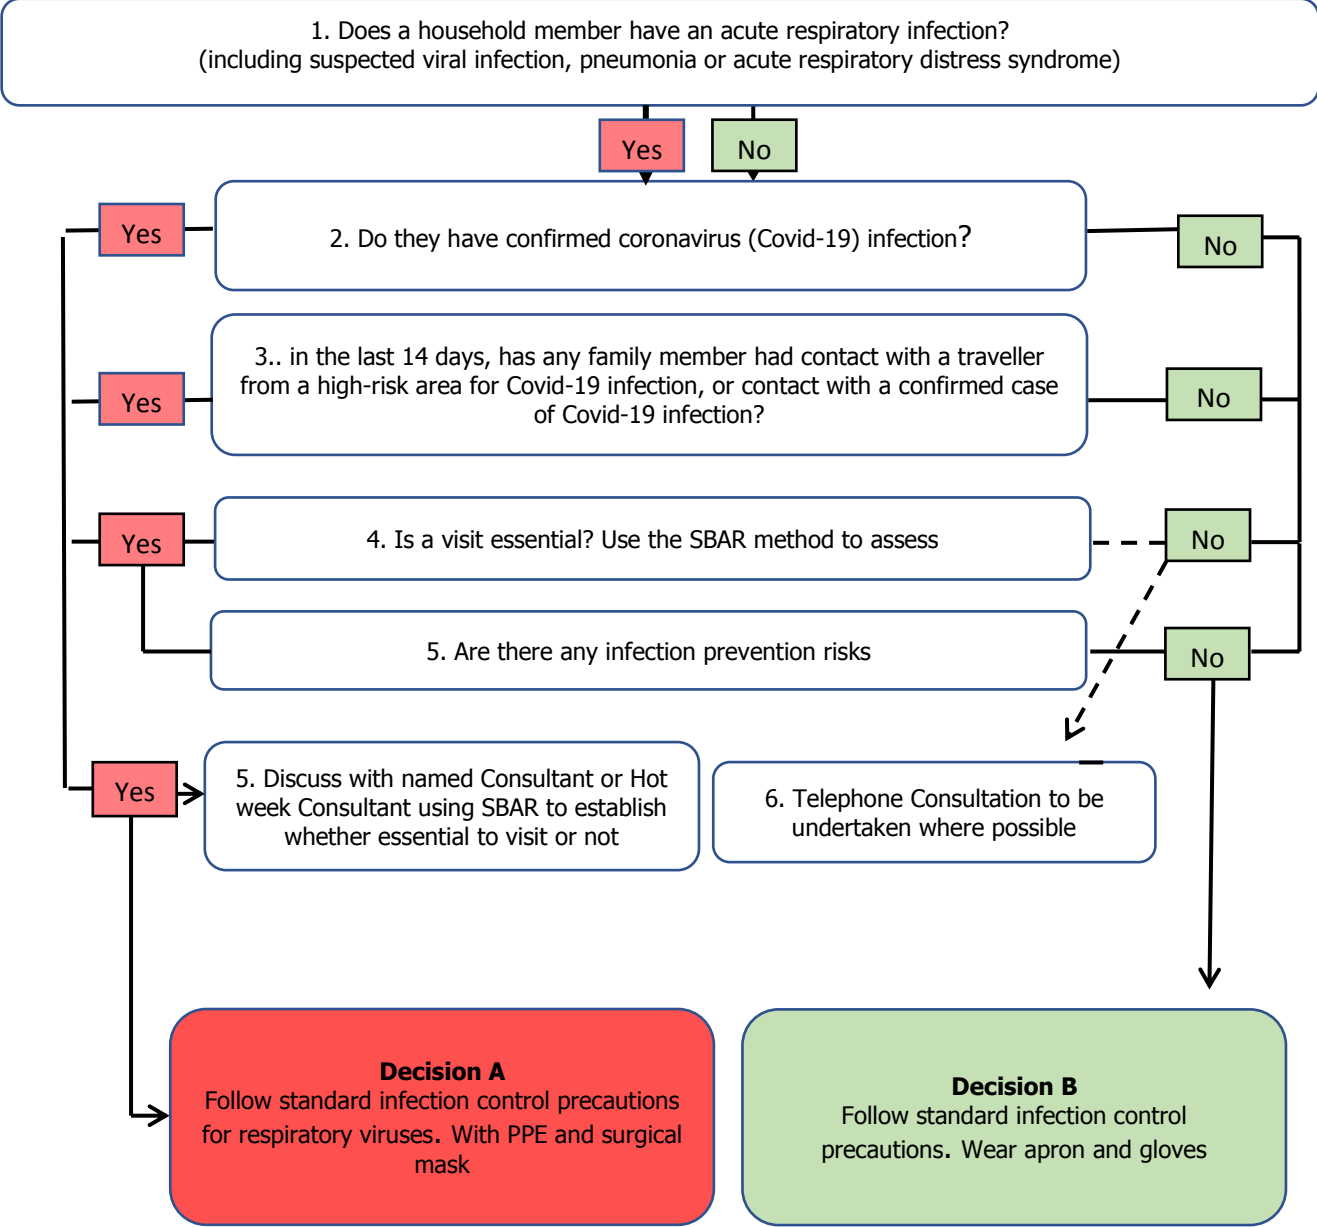 1. Does a household member have an acute respiratory infection?
(including suspected viral infection, pneumonia or acute respiratory distress syndrome)
Yes
No
Yes
2. Do they have confirmed coronavirus (Covid-19) infection?
No
3.. in the last 14 days, has any family member had contact with a traveller
from a high-risk area for Covid-19 infection, or contact with a confirmed case
of Covid-19 infection?
Yes
No
Yes
4. Is a visit essential? Use the SBAR method to assess
No
5. Are there any infection prevention risks
No
Yes
5. Discuss with named Consultant or Hot
week Consultant using SBAR to establish
whether essential to visit or not
6. Telephone Consultation to be
undertaken where possible
Decision A
Follow standard infection control precautions
for respiratory viruses. With PPE and surgical
mask
Decision B
Follow standard infection control
precautions. Wear apron and gloves